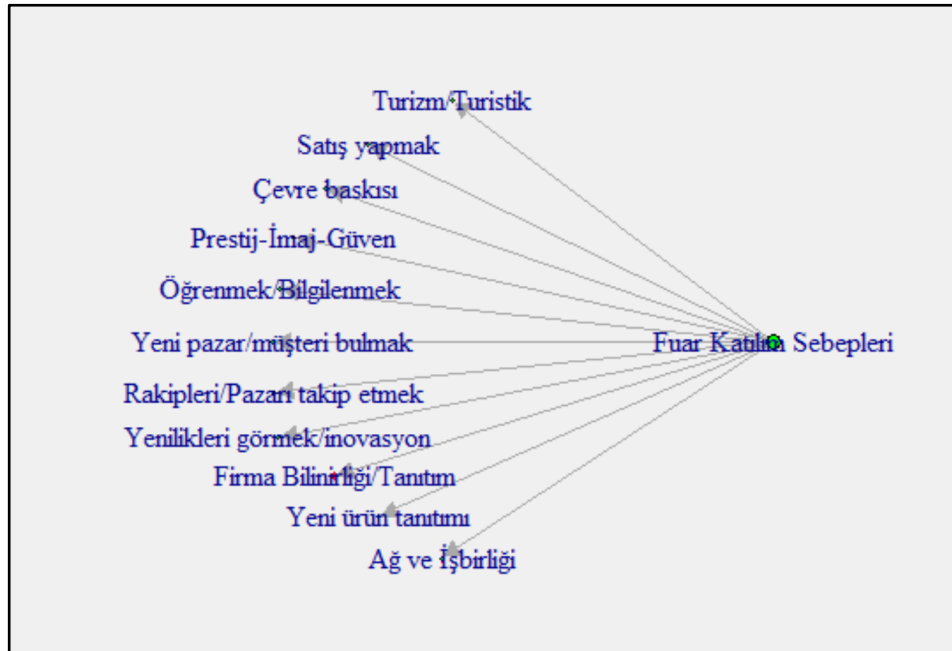 Turizm/Turistik
Satış yapmak
Çevre baskısı
Prestij-İmaj-Güven
Öğrenmek/Bilgilenmek
Yeni pazar/müşteri bulmak
Fuar Katılım Sebepleri
Rakipleri/Pazarı takip etmek
Yenilikleri görmek/inovasyon
Firma Bilinirliği/Tanıtım
Yeni ürün tanıtımı
Ağ ve İşbirliği